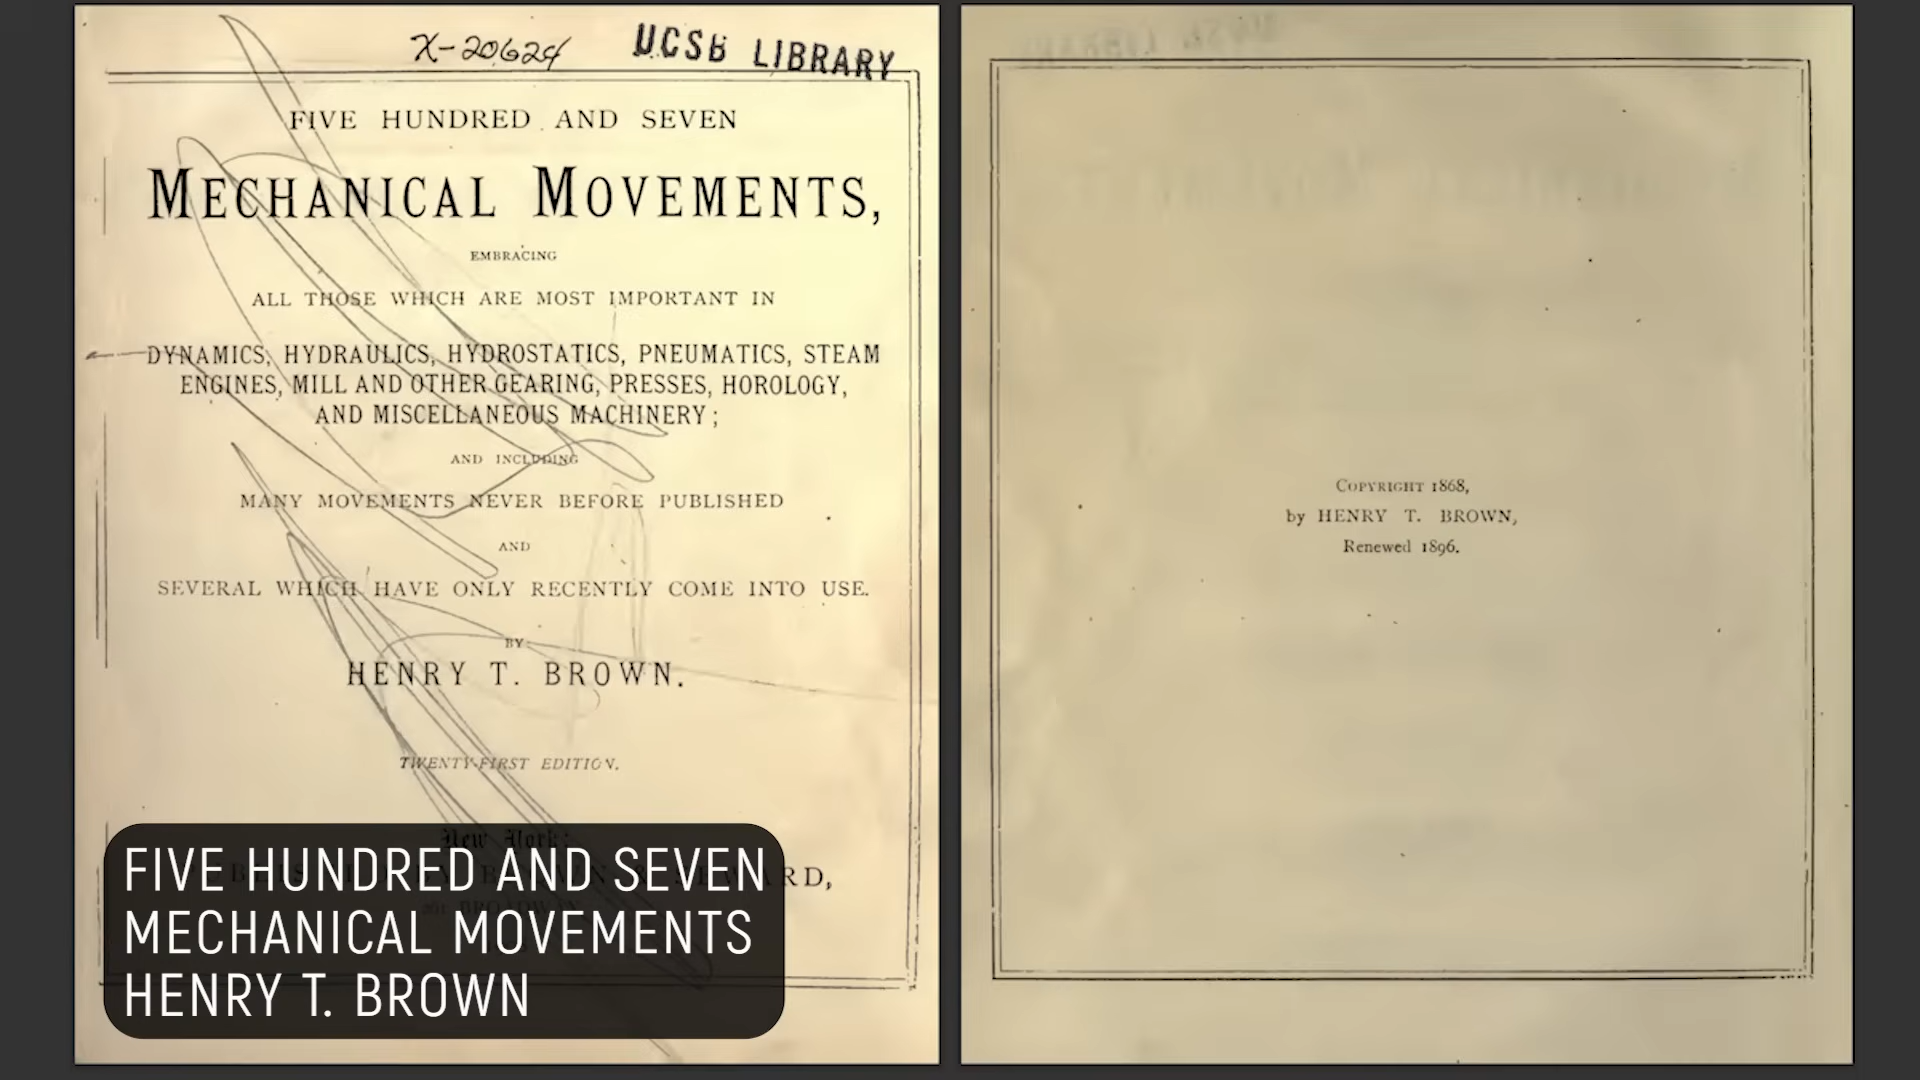 X-20624 UCSB LIBRARY
FIVE HUNDRED AND SEVEN
MECHANICAL MOVEMENTS,
EMBRACING
ALL THOSE WHICH ARE MOST IMPORTANT IN
DYNAMICS, HYDRAULICS, HYDROSTATICS, PNEUMATICS, STEAM
ENGINES, MILL AND OTHER GEARING, PRESSES, HOROLOGY,
AND MISCELLANEOUS MACHINERY;
AND INCLUDING
MANY MOVEMENTS NEVER BEFORE PUBLISHED
AND
SEVERAL WHICH HAVE ONLY RECENTLY COME INTO USE.
BY
HENRY T. BROWN.
TWENTY-FIRST EDITION.
New York:
FIVE HUNDRED AND SEVEN
MECHANICAL MOVEMENTS
HENRY T. BROWN
COPYRIGHT 1868,
by HENRY T. BROWN,
Renewed 1896.